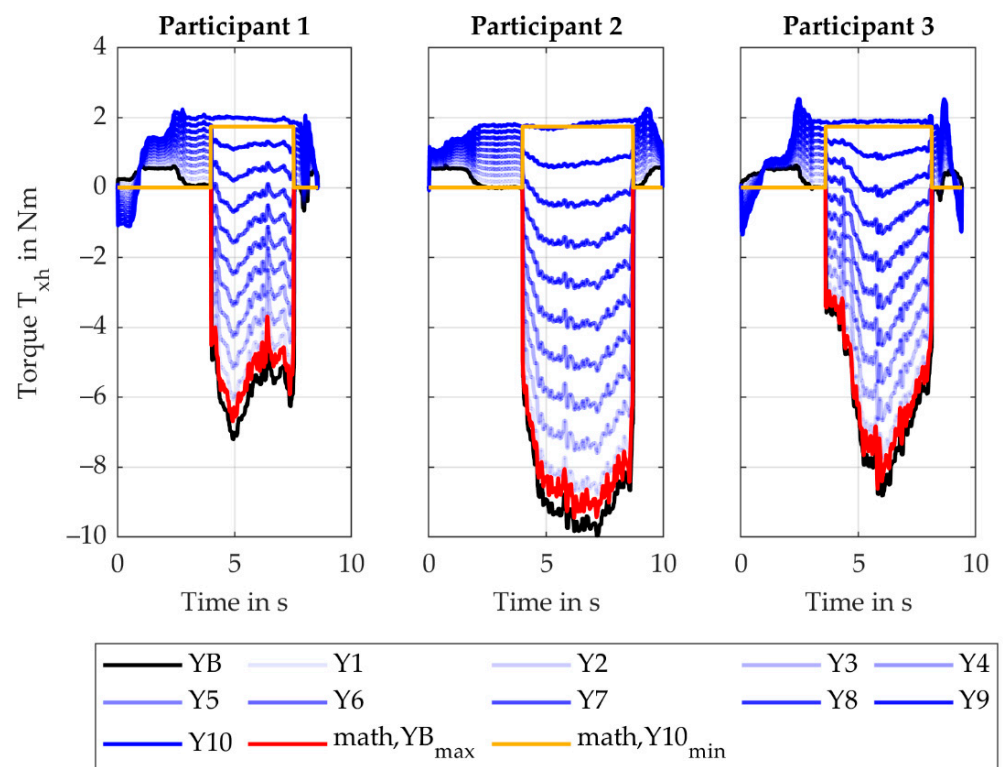 Participant 1 Participant 2 Participant 3
4
2
0
−2
−4
−6
−8
−10
Torque T_xh in Nm
0 5 10 0 5 10 0 5 10
Time in s Time in s Time in s
YB Y1 Y2 Y3 Y4
Y5 Y6 Y7 Y8 Y9
Y10 math,YB_max math,Y10_min